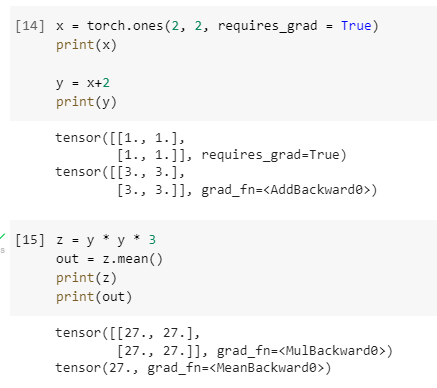 [14] x = torch.ones(2, 2, requires_grad = True)
print(x)
y = x+2
print(y)
tensor([[1., 1.],
[1., 1.]], requires_grad=True)
tensor([[3., 3.],
[3., 3.]], grad_fn=<AddBackward0>)
[15] z = y * y * 3
out = z.mean()
print(z)
print(out)
tensor([[27., 27.],
[27., 27.]], grad_fn=<MulBackward0>)
tensor(27., grad_fn=<MeanBackward0>)